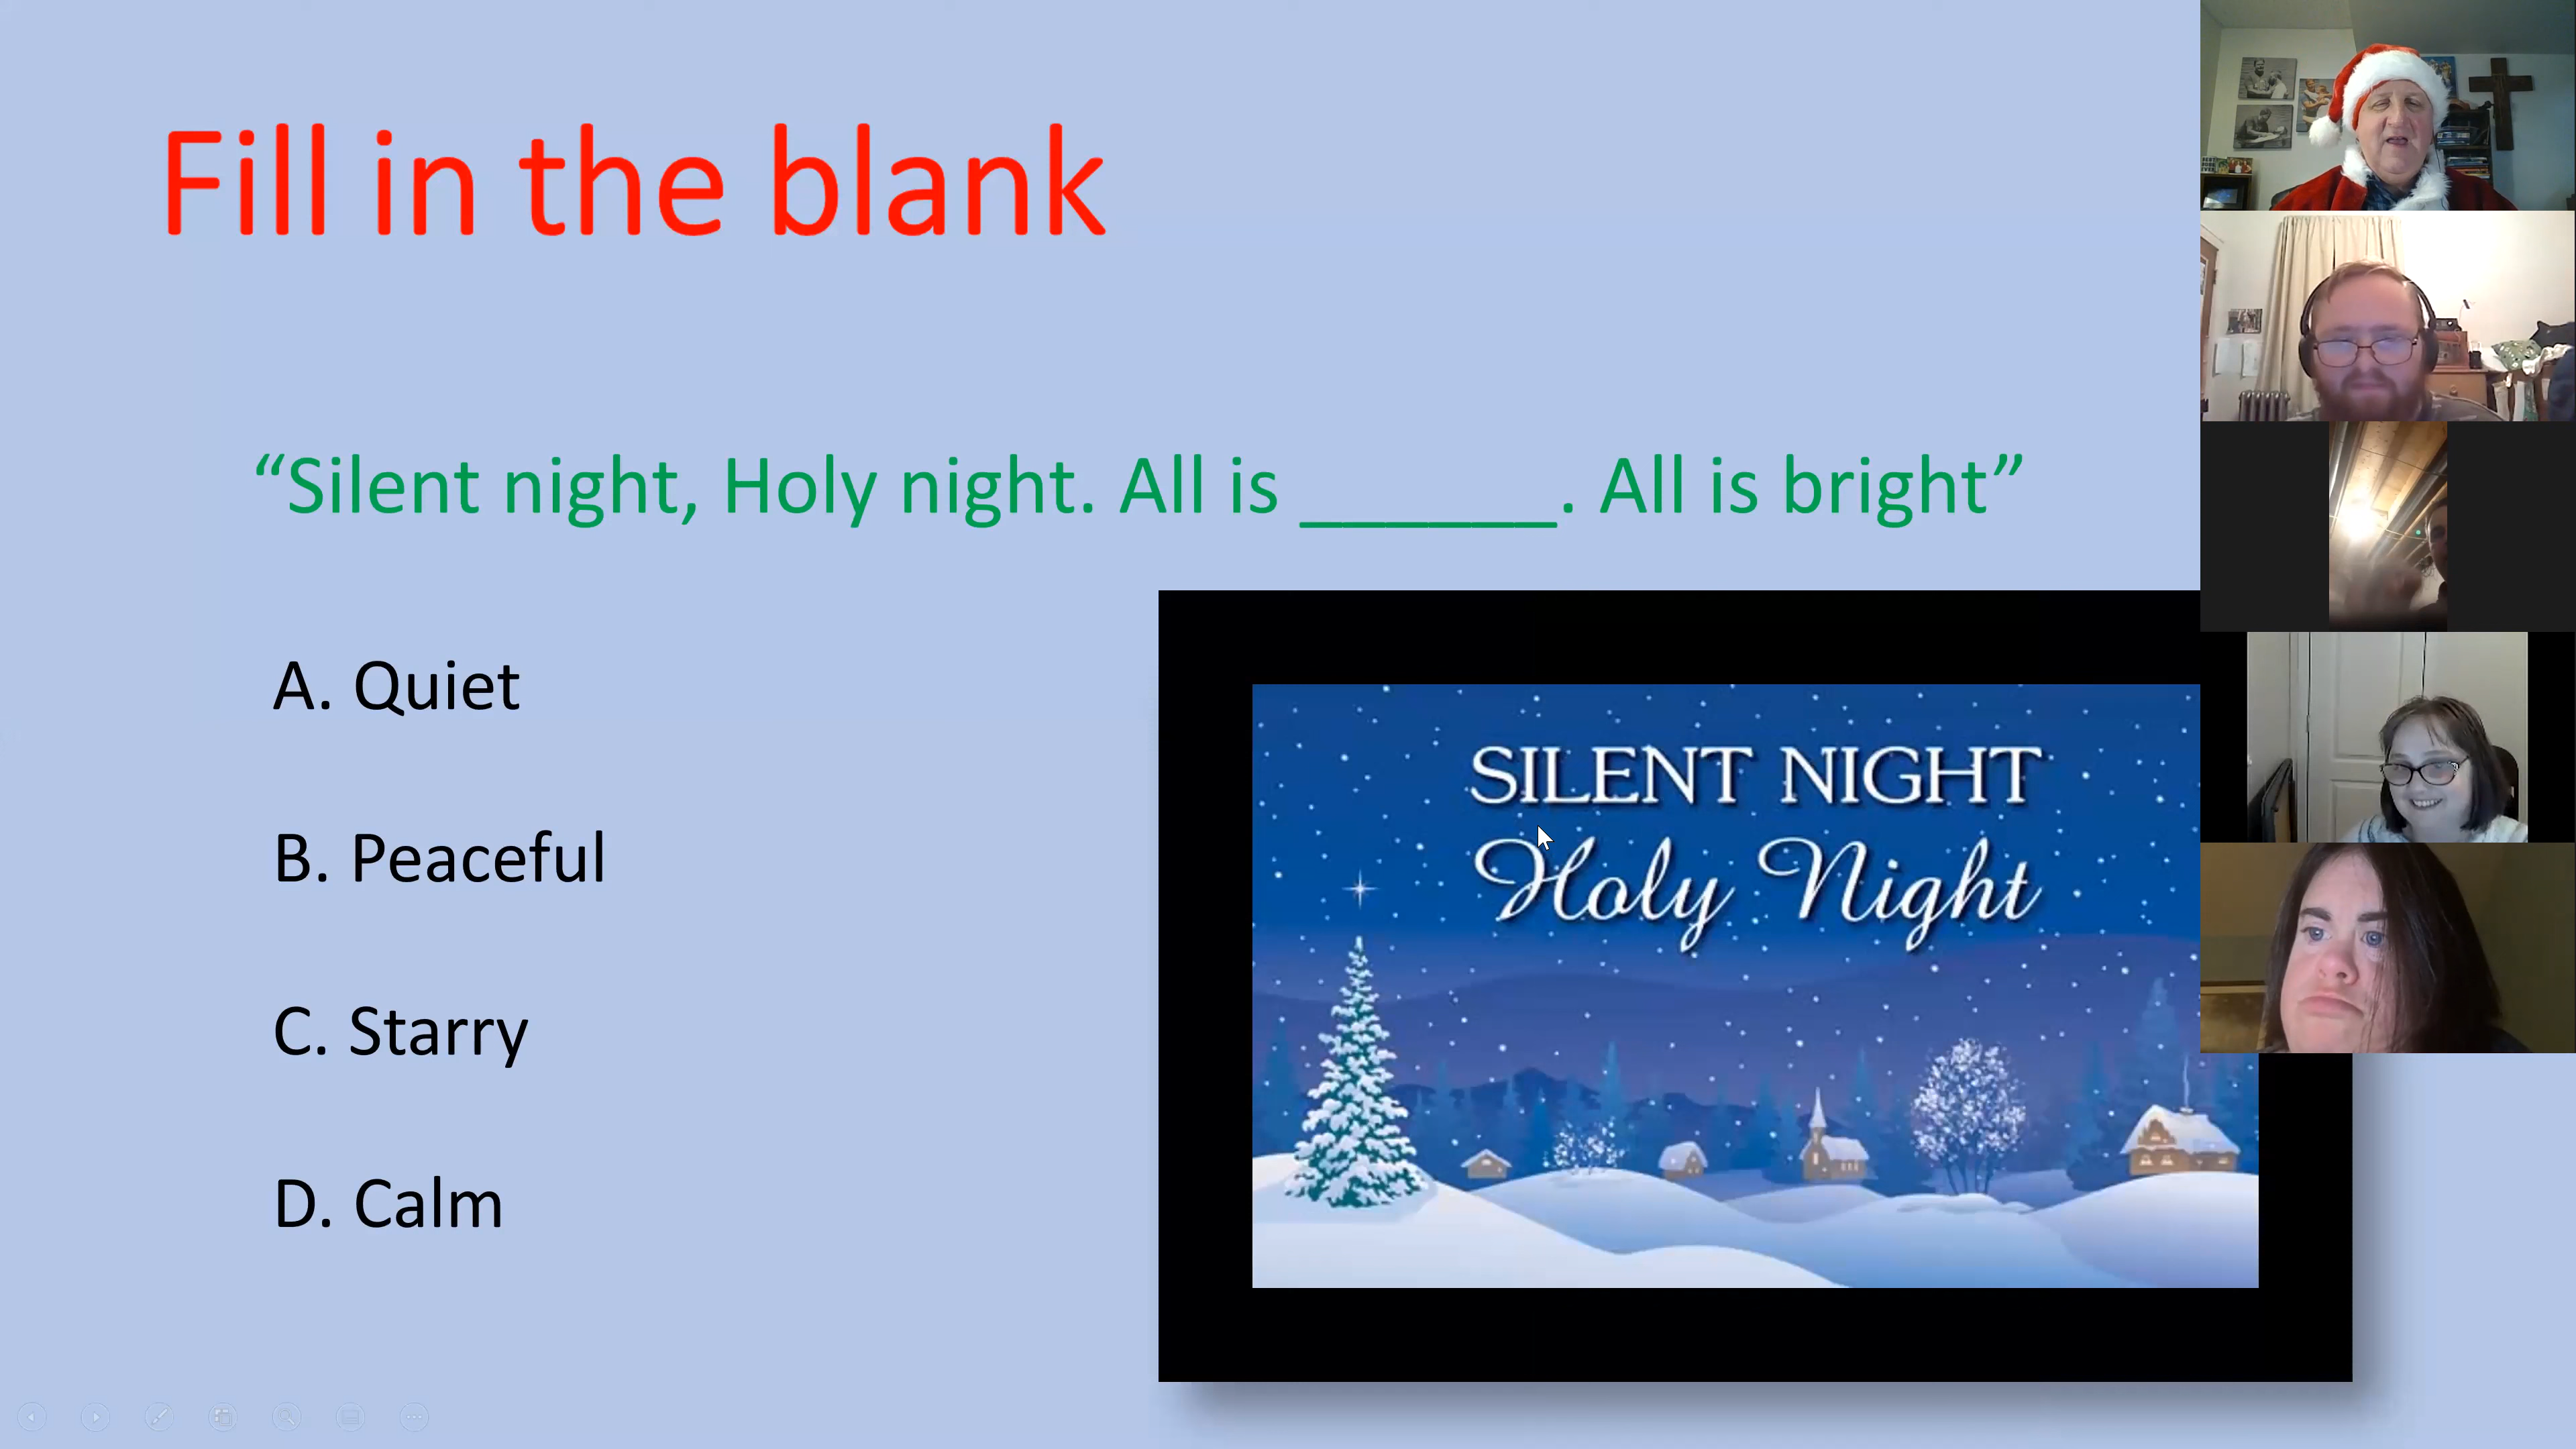 Fill in the blank
“Silent night, Holy night. All is ______. All is bright”
A. Quiet
B. Peaceful
C. Starry
D. Calm
SILENT NIGHT
Holy Night